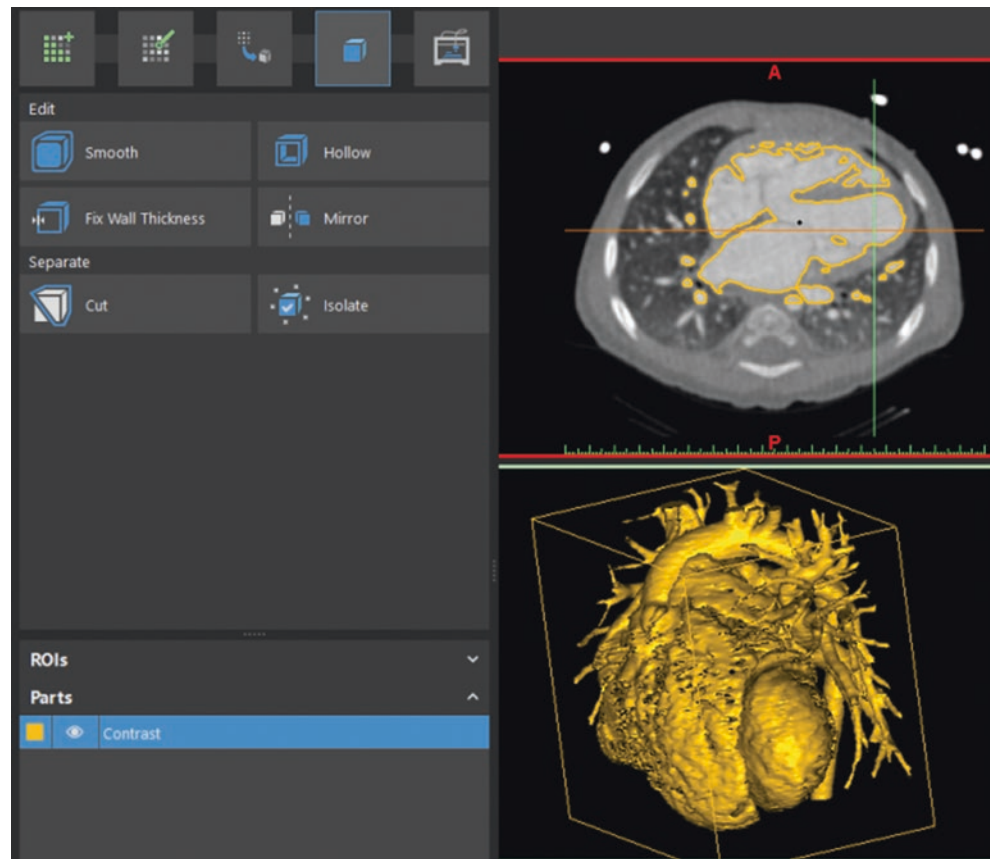 Edit
Smooth
Hollow
Fix Wall Thickness
Mirror
Separate
Cut
Isolate
ROIs
Parts
Contrast
A
P